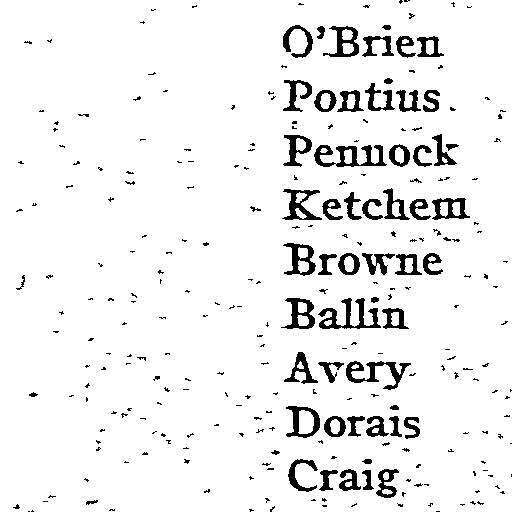 O'Brien
Pontius
Pennock
Ketchem
Browne
Ballin
Avery
Dorais
Craig